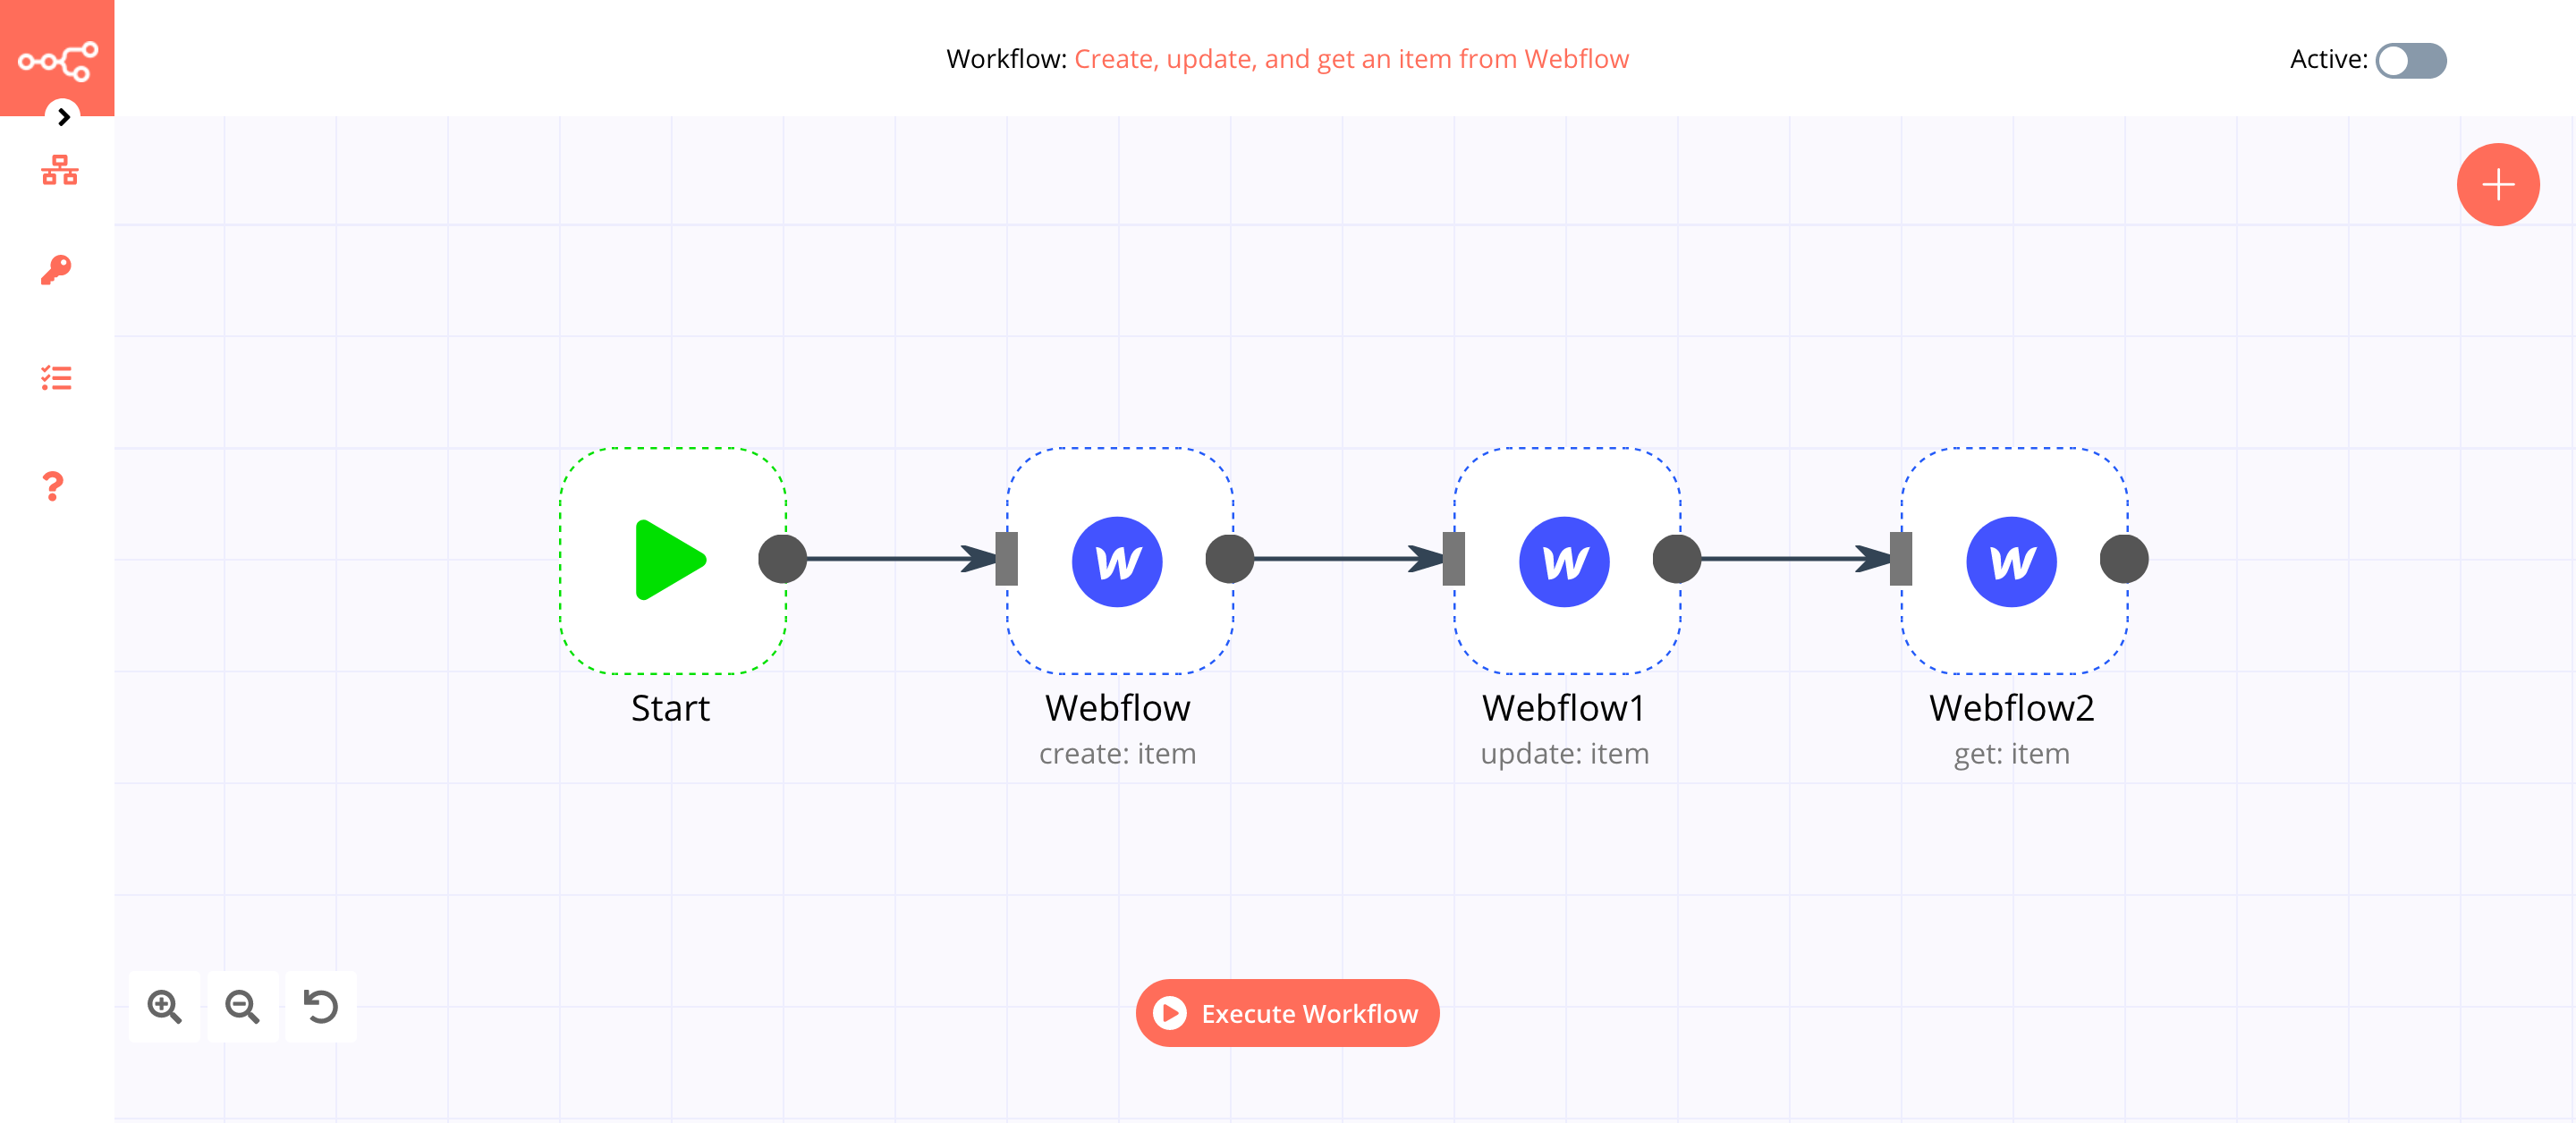 Workflow: Create, update, and get an item from Webflow
Active:
Start
Webflow
create: item
Webflow1
update: item
Webflow2
get: item
Execute Workflow